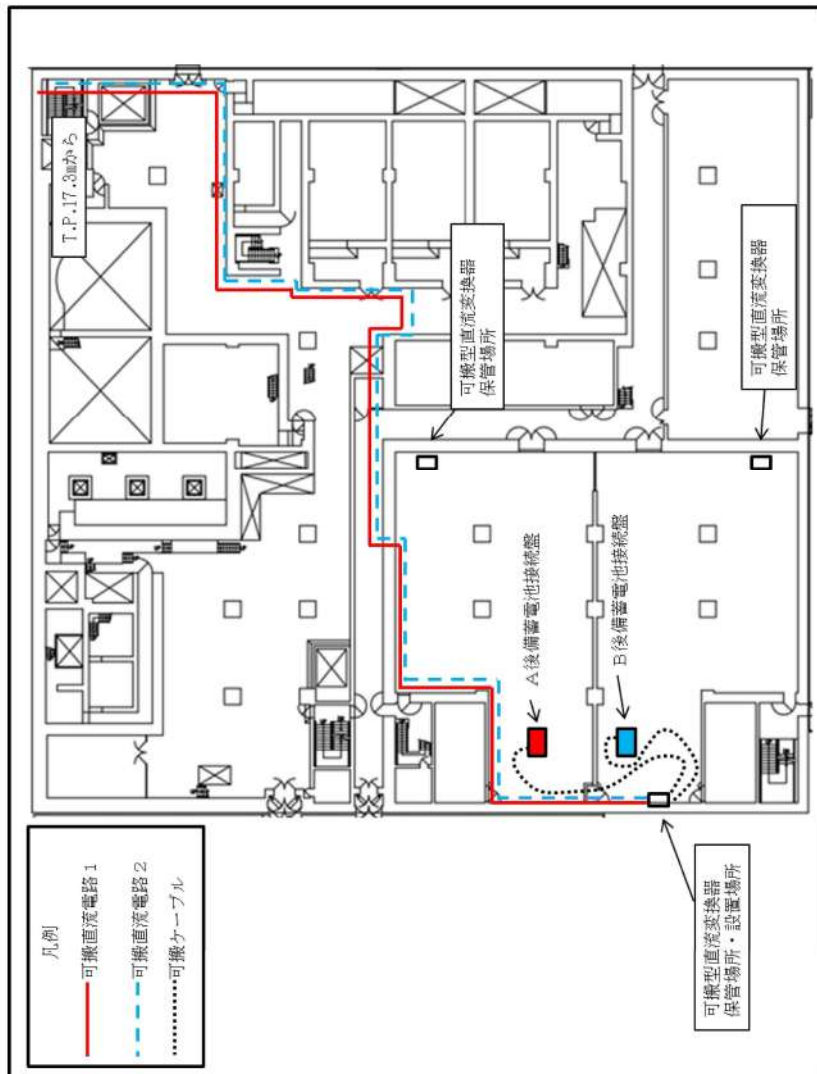 T.P.17.3mから
可搬型直流変換器
保管場所
可搬型直流変換器
保管場所
A後備蓄電池接続盤
B後備蓄電池接続盤
可搬型直流変換器
保管場所・設置場所
凡例
可搬直流電路1
可搬直流電路2
可搬ケーブル